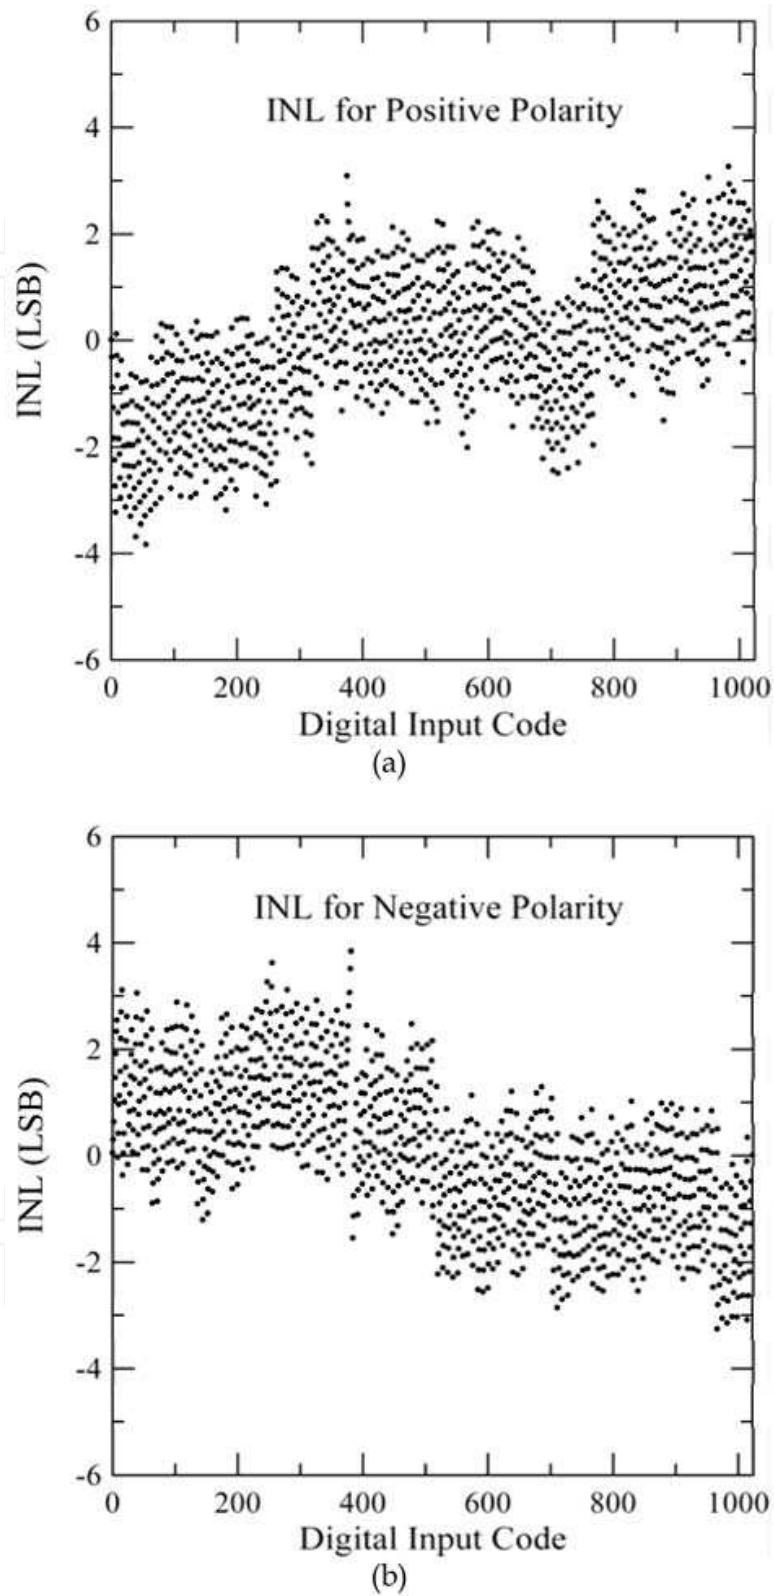 6
INL for Positive Polarity
4
2
0
-2
-4
-6
INL (LSB)
0 200 400 600 800 1000
Digital Input Code
(a)
6
INL for Negative Polarity
4
2
0
-2
-4
-6
INL (LSB)
0 200 400 600 800 1000
Digital Input Code
(b)